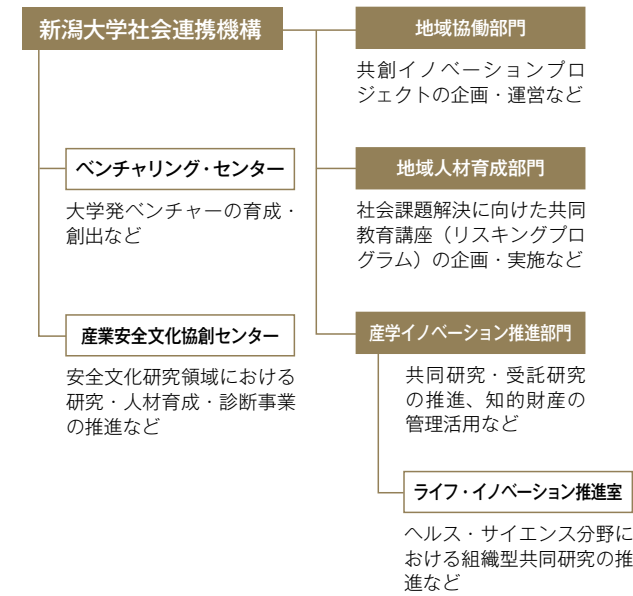 新潟大学社会連携機構
地域協働部門
共創イノベーションプロ
ジェクトの企画・運営など
ベンチャリング・センター
大学発ベンチャーの育成・
創出など
地域人材育成部門
社会課題解決に向けた共同
教育講座（リスキングプロ
グラム）の企画・実施など
産業安全文化協創センター
安全文化研究領域における
研究・人材育成・診断事業
の推進など
産学イノベーション推進部門
共同研究・受託研究
の推進、知的財産の
管理活用など
ライフ・イノベーション推進室
ヘルス・サイエンス分野に
おける組織型共同研究の推
進など